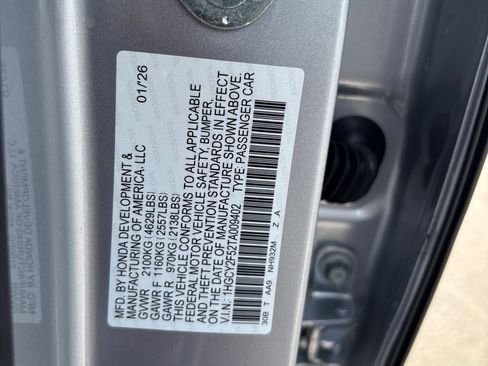 MFD BY HONDA DEVELOPMENT &
MANUFACTURING OF AMERICA, LLC 01/'26
GVWR 2100KG (4629LBS)
GAWR F 1160KG (2557LBS)
GAWR R 970KG (2138LBS)
THIS VEHICLE CONFORMS TO ALL APPLICABLE
FEDERAL MOTOR VEHICLE SAFETY, BUMPER,
AND THEFT PREVENTION STANDARDS IN EFFECT
ON THE DATE OF MANUFACTURE SHOWN ABOVE.
V.I.N: 1HGCY2F52TA009402 TYPE: PASSENGER CAR
30B T AA9 NH932M Z A